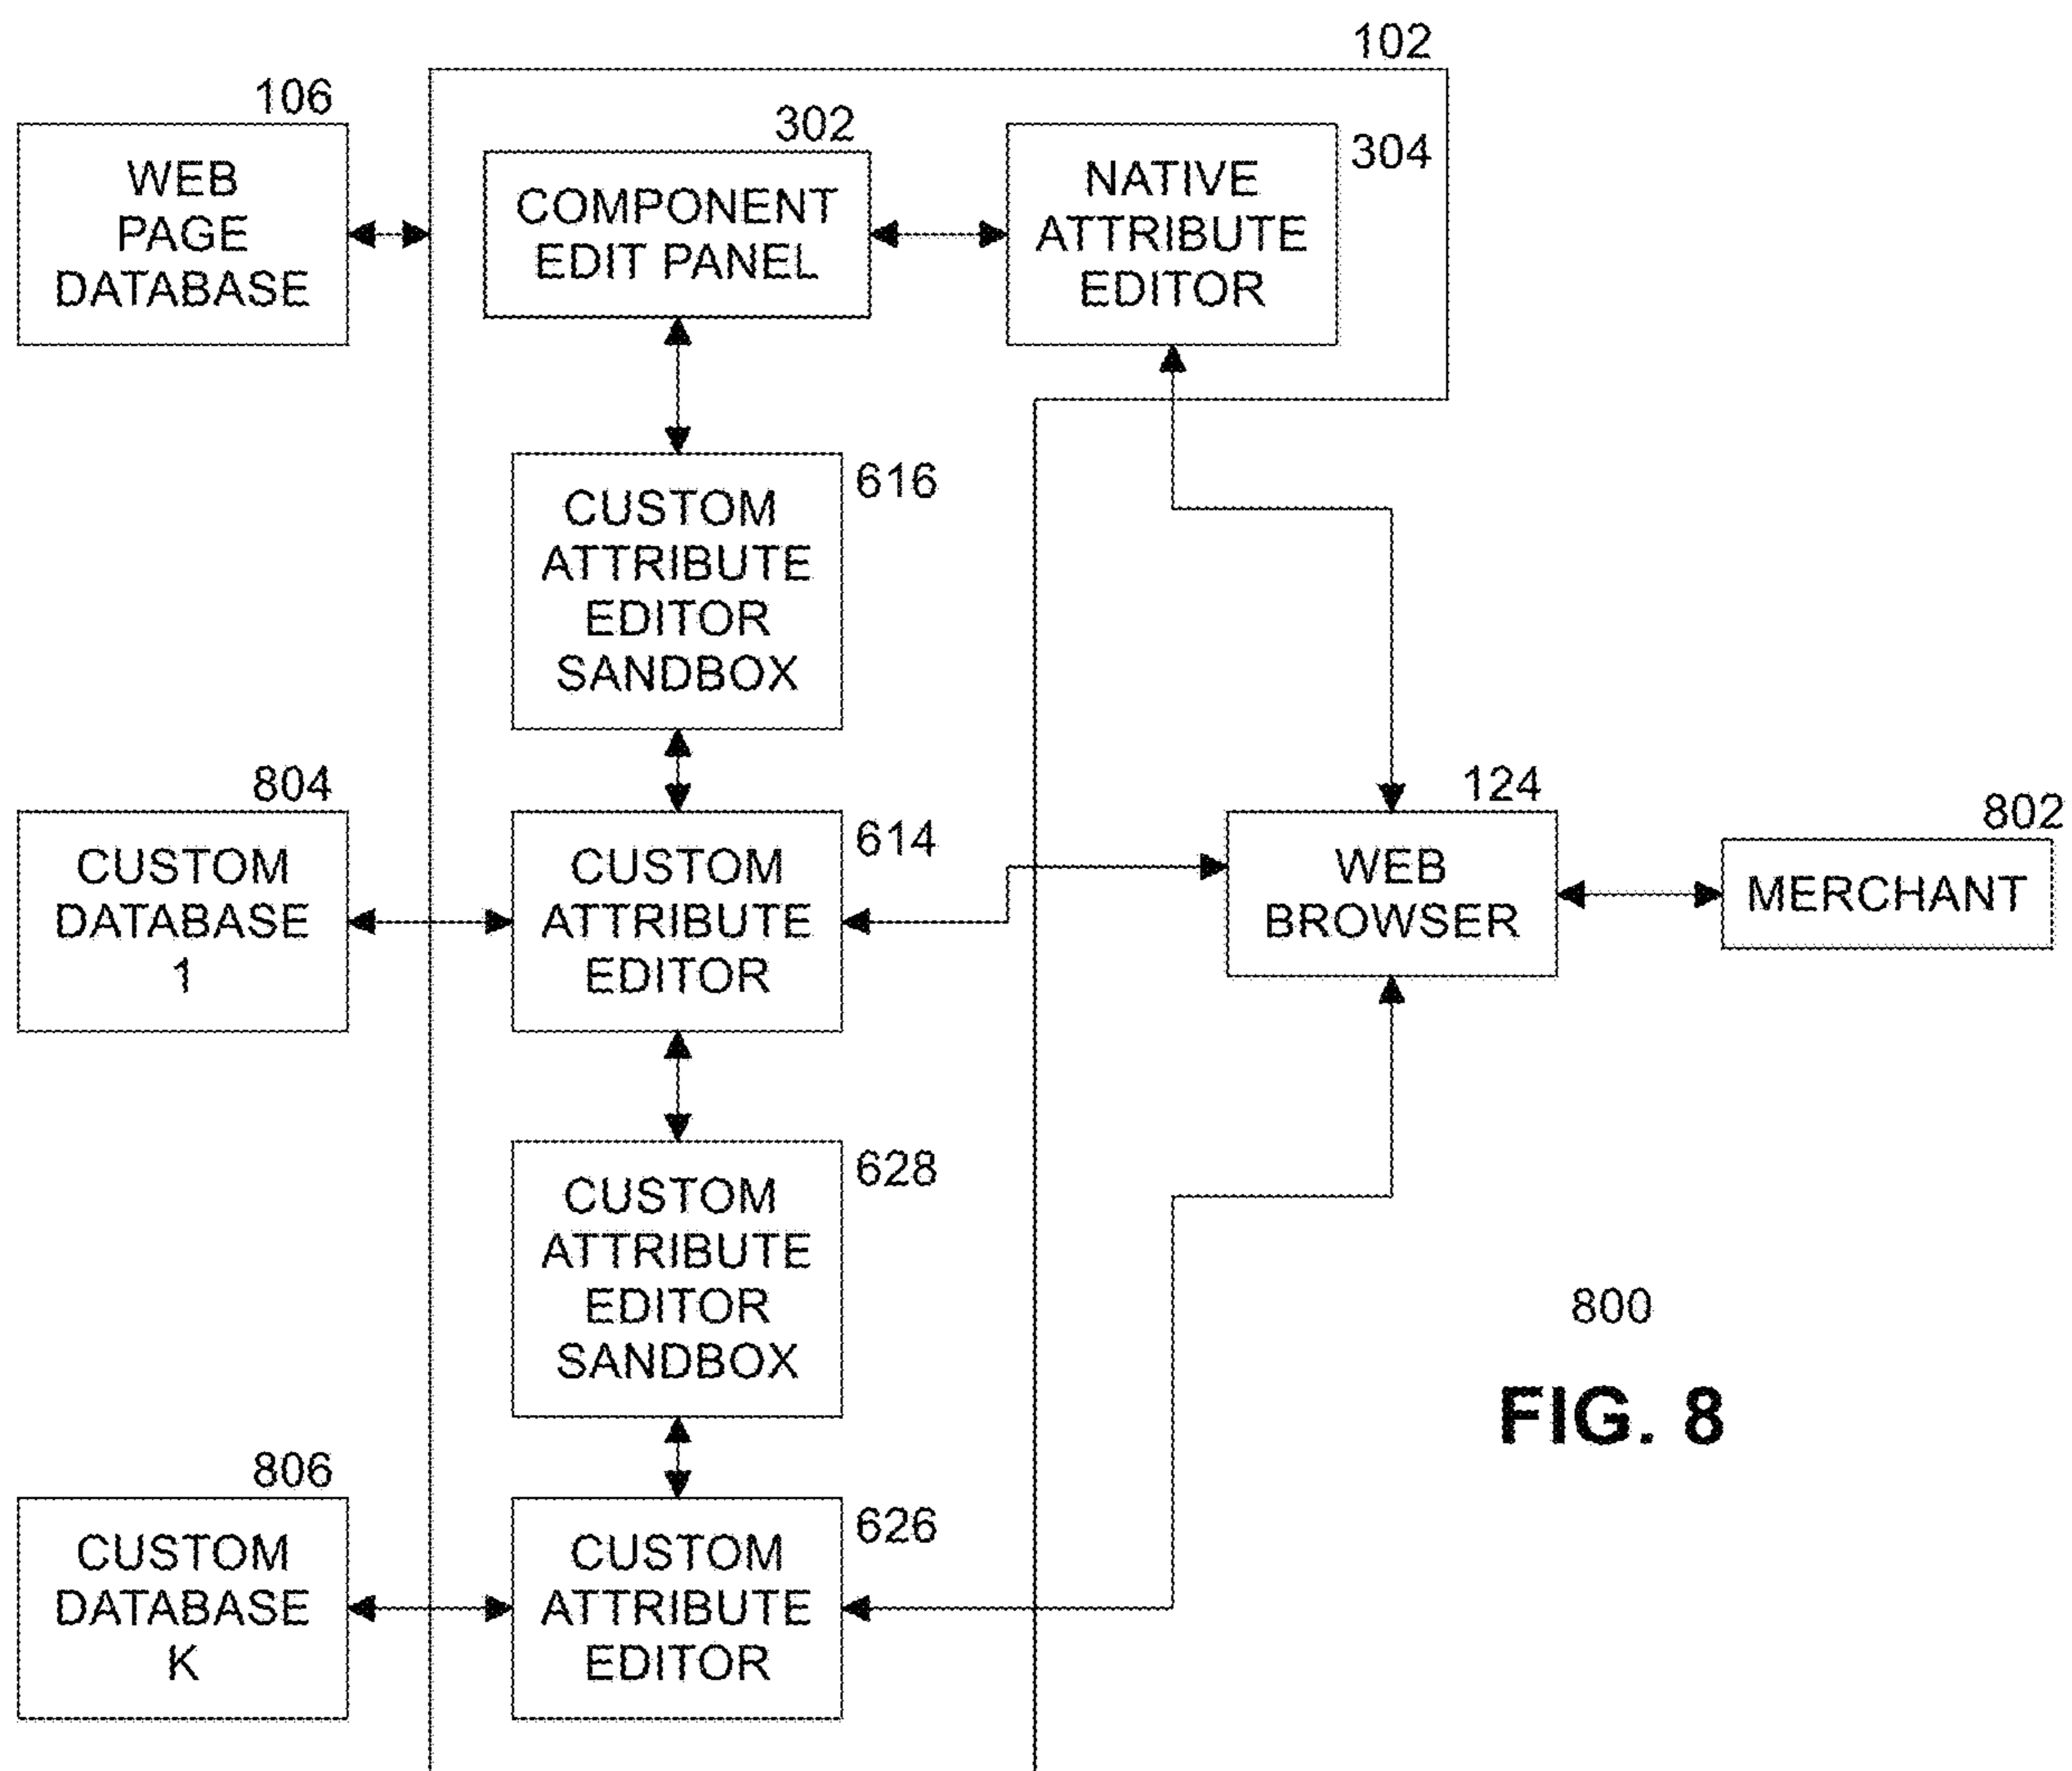 102
106
WEB
PAGE
DATABASE
302
COMPONENT
EDIT PANEL
304
NATIVE
ATTRIBUTE
EDITOR
616
CUSTOM
ATTRIBUTE
EDITOR
SANDBOX
804
CUSTOM
DATABASE
1
614
CUSTOM
ATTRIBUTE
EDITOR
124
WEB
BROWSER
802
MERCHANT
628
CUSTOM
ATTRIBUTE
EDITOR
SANDBOX
806
CUSTOM
DATABASE
K
626
CUSTOM
ATTRIBUTE
EDITOR
800
FIG. 8